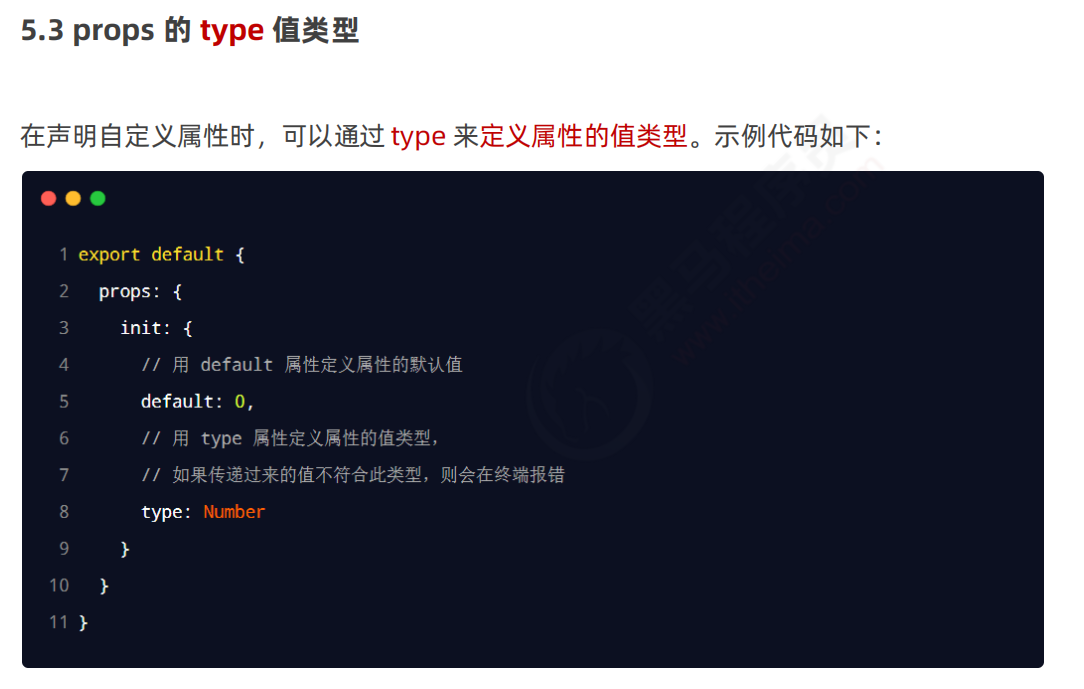 5.3 props 的 type 值类型
在声明自定义属性时，可以通过 type 来定义属性的值类型。示例代码如下：
1 export default {
2 props: {
3 init: {
4 // 用 default 属性定义属性的默认值
5 default: 0,
6 // 用 type 属性定义属性的值类型，
7 // 如果传递过来的值不符合此类型，则会在终端报错
8 type: Number
9 }
10 }
11 }
黑马程序员